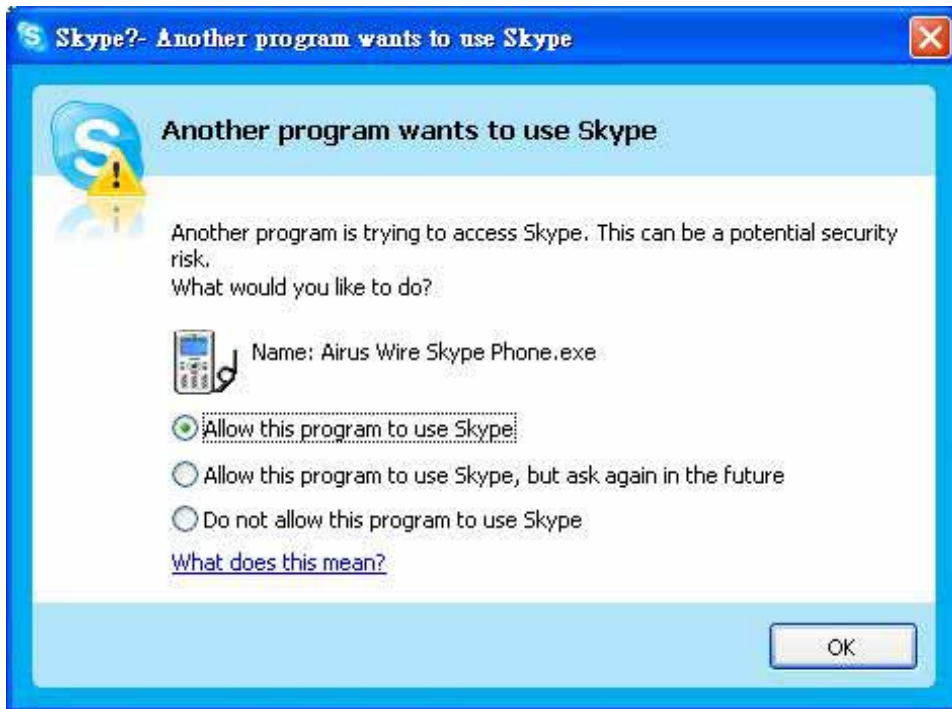 Skype?- Another program wants to use Skype
Another program wants to use Skype
Another program is trying to access Skype. This can be a potential security
risk.
What would you like to do?
Name: Airus Wire Skype Phone.exe
Allow this program to use Skype
Allow this program to use Skype, but ask again in the future
Do not allow this program to use Skype
What does this mean?
OK